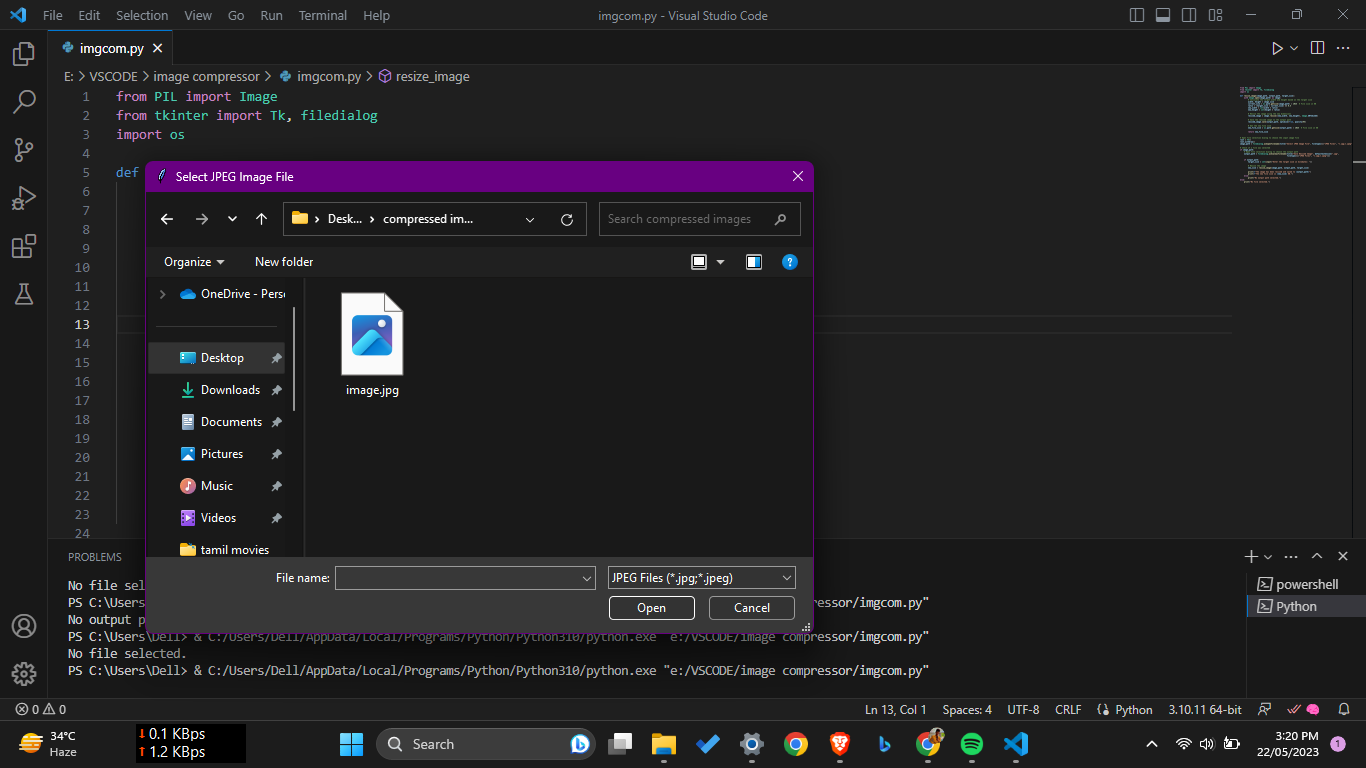 File Edit Selection View Go Run Terminal Help
imgcom.py - Visual Studio Code
imgcom.py
E: > VSCODE > image compressor > imgcom.py > resize_image
1 from PIL import Image
2 from tkinter import Tk, filedialog
3 import os
4
5 def
6
7
8
9
10
11
12
13
14
15
16
17
18
19
20
21
22
23
24
Select JPEG Image File
Desk... > compressed im...
Search compressed images
Organize
New folder
OneDrive - Pers
Desktop
Downloads
Documents
Pictures
Music
Videos
tamil movies
image.jpg
File name:
JPEG Files (*.jpg;*.jpeg)
Open
Cancel
PROBLEMS
No file sel
PS C:\Users
ressor/imgcom.py"
No output p
PS C:\Users\Dell> & C:/Users/Dell/AppData/Local/Programs/Python/Python310/python.exe "e:/VSCODE/image compressor/imgcom.py"
No file selected.
PS C:\Users\Dell> & C:/Users/Dell/AppData/Local/Programs/Python/Python310/python.exe "e:/VSCODE/image compressor/imgcom.py"
powershell
Python
0 0
Ln 13, Col 1
Spaces: 4
UTF-8
CRLF
Python
3.10.11 64-bit
34°C
Haze
0.1 KBps
1.2 KBps
Search
3:20 PM
22/05/2023
1